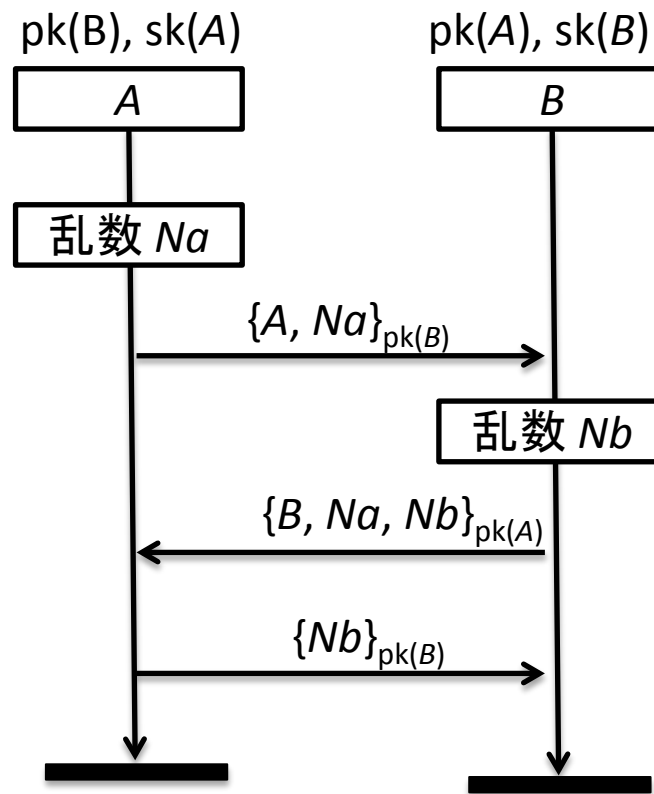 pk(B), sk(A)
pk(A), sk(B)
A
B
乱数 Na
{A, Na}pk(B)
乱数 Nb
{B, Na, Nb}pk(A)
{Nb}pk(B)